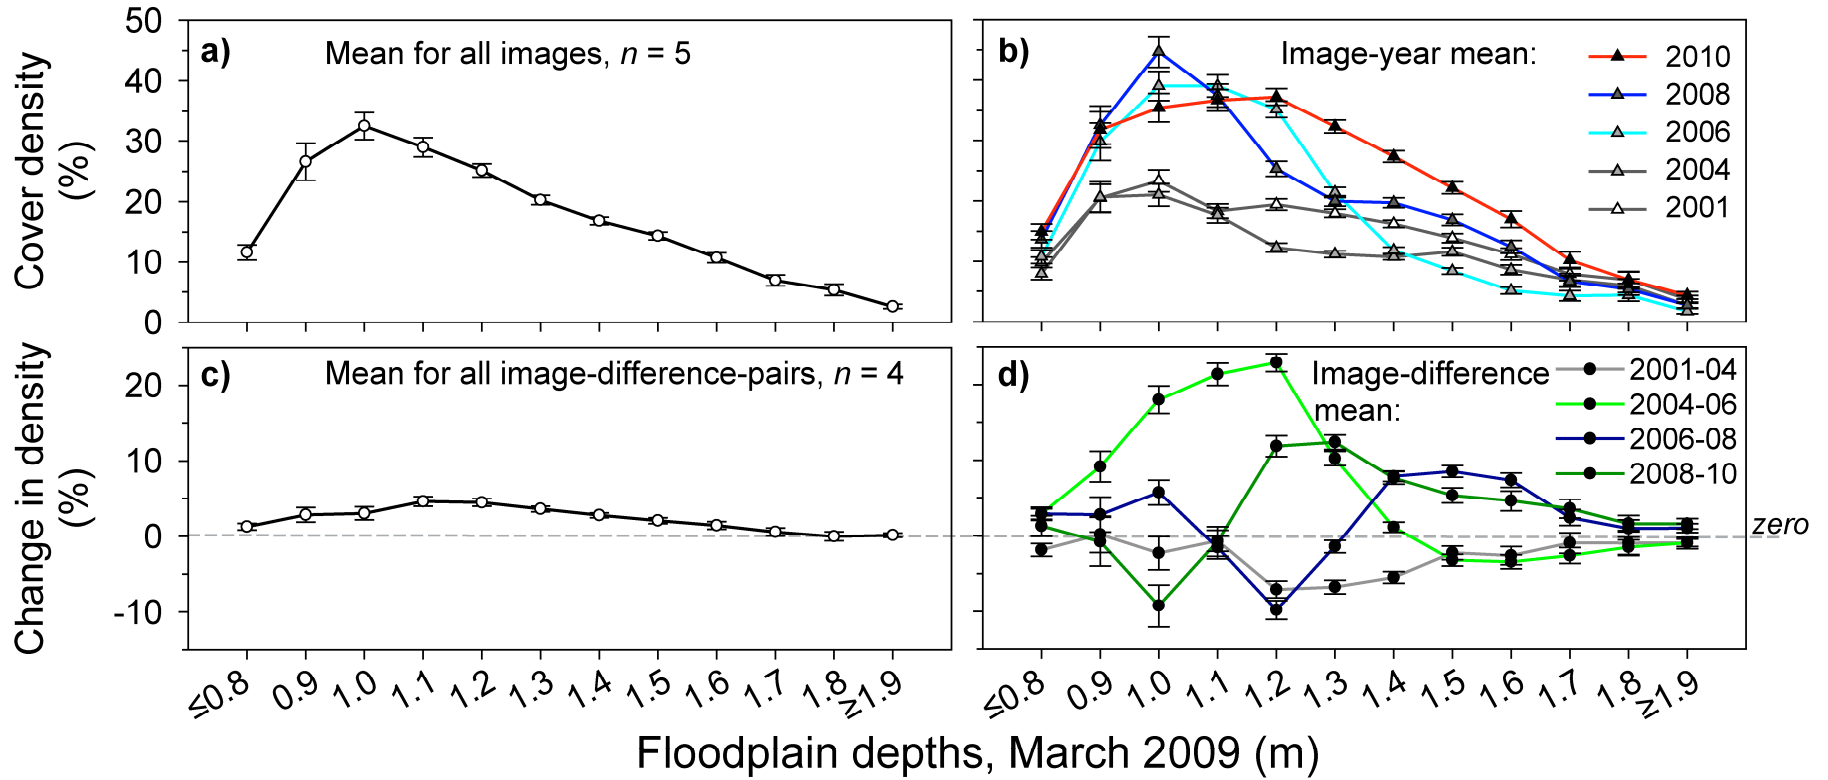 a) Mean for all images, n = 5
Cover density
(%)
50
40
30
20
10
0
b) Image-year mean:
2010
2008
2006
2004
2001
c) Mean for all image-difference-pairs, n = 4
Change in density
(%)
20
10
0
-10
d) Image-difference
mean:
2001-04
2004-06
2006-08
2008-10
zero
≤0.8 0.9 1.0 1.1 1.2 1.3 1.4 1.5 1.6 1.7 1.8 ≥1.9
≤0.8 0.9 1.0 1.1 1.2 1.3 1.4 1.5 1.6 1.7 1.8 ≥1.9
Floodplain depths, March 2009 (m)